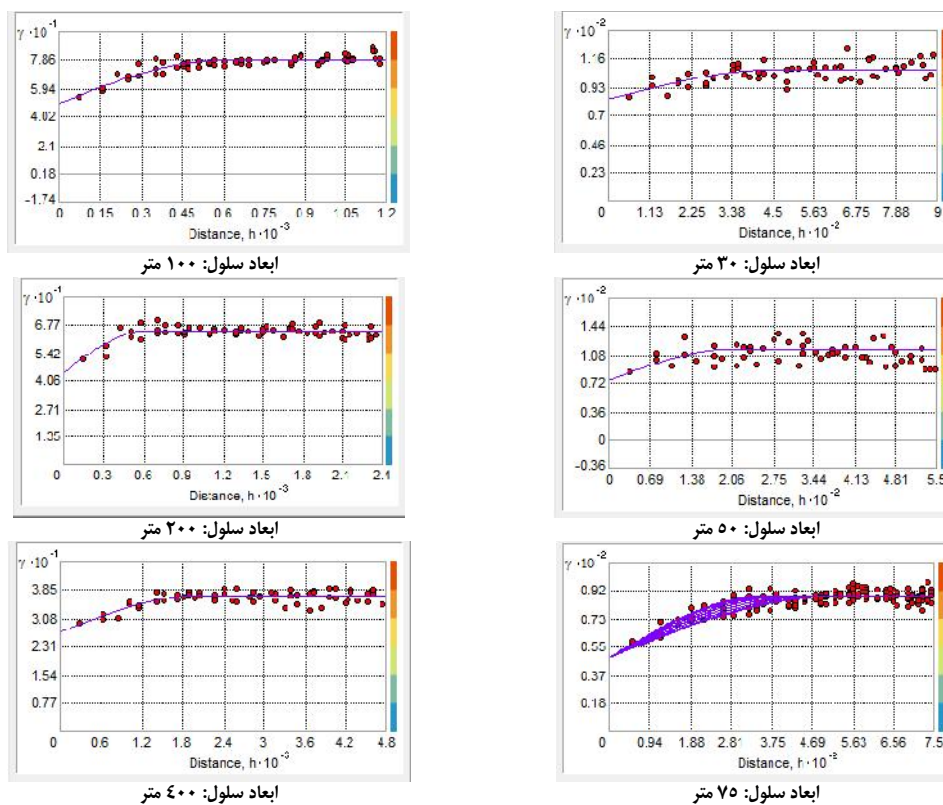 γ·10⁻¹
7.86
5.94
4.02
2.1
0.18
-1.74
0 0.15 0.3 0.45 0.6 0.75 0.9 1.05 1.2
Distance, h·10⁻³
ابعاد سلول: ۱۰۰ متر
γ·10⁻²
1.16
0.93
0.7
0.46
0.23
0 1.13 2.25 3.38 4.5 5.63 6.75 7.88 9
Distance, h·10⁻²
ابعاد سلول: ۳۰ متر
γ·10⁻¹
6.77
5.42
4.06
2.71
1.35
0 0.3 0.6 0.9 1.2 1.5 1.8 2.1 2.4
Distance, h·10⁻³
ابعاد سلول: ۲۰۰ متر
γ·10⁻²
1.44
1.08
0.72
0.36
0
-0.36
0 0.69 1.38 2.06 2.75 3.44 4.13 4.81 5.5
Distance, h·10⁻²
ابعاد سلول: ۵۰ متر
γ·10⁻¹
3.85
3.08
2.31
1.54
0.77
0 0.6 1.2 1.8 2.4 3 3.6 4.2 4.8
Distance, h·10⁻³
ابعاد سلول: ٤۰۰ متر
γ·10⁻²
0.92
0.73
0.55
0.37
0.18
0 0.94 1.88 2.81 3.75 4.69 5.63 6.56 7.5
Distance, h·10⁻²
ابعاد سلول: ۷۵ متر